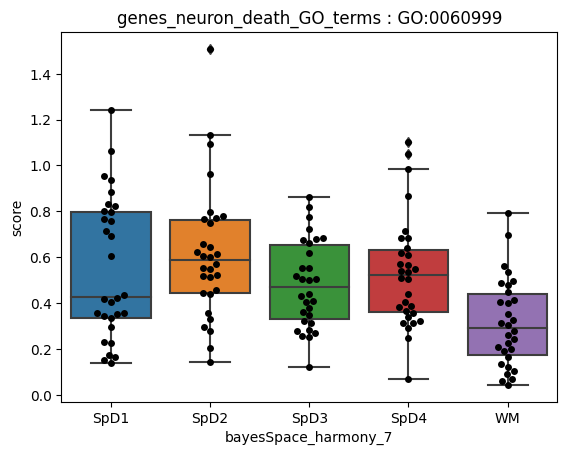 genes_neuron_death_GO_terms : GO:0060999
1.4
1.2
1.0
0.8
0.6
0.4
0.2
0.0
score
SpD1 SpD2 SpD3 SpD4 WM
bayesSpace_harmony_7